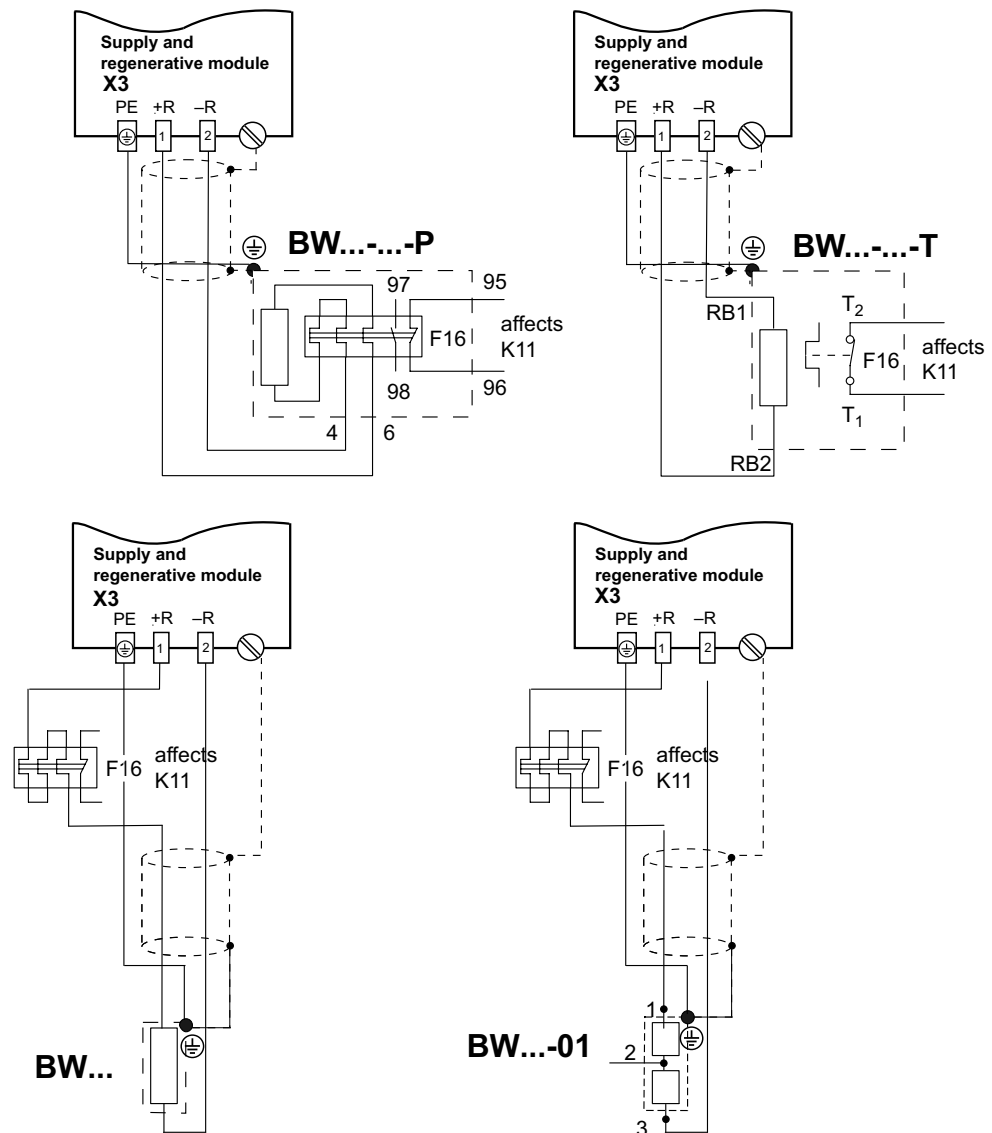 Supply and
regenerative module
X3
PE +R –R
1 2
BW...-...-P
97 95
F16 affects
K11
98 96
4 6
Supply and
regenerative module
X3
PE +R –R
1 2
BW...-...-T
RB1 T2
F16 affects
K11
T1
RB2
Supply and
regenerative module
X3
PE +R –R
1 2
F16 affects
K11
BW...
Supply and
regenerative module
X3
PE +R –R
1 2
F16 affects
K11
1
BW...-01 2
3